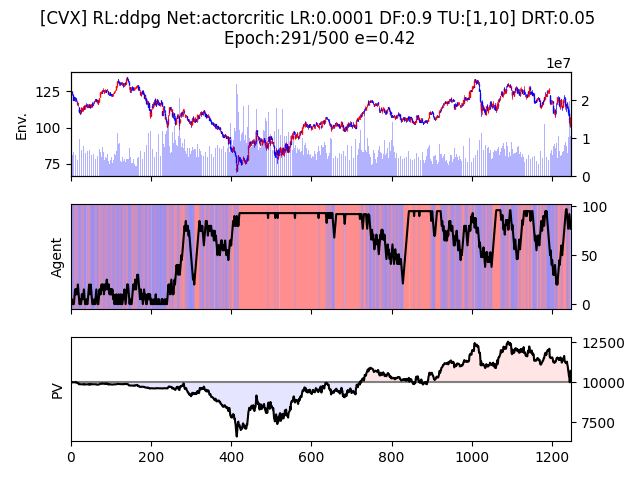 [CVX] RL:ddpg Net:actorcritic LR:0.0001 DF:0.9 TU:[1,10] DRT:0.05
Epoch:291/500 e=0.42
1e7
125
100
75
Env.
2
1
0
Agent
100
50
0
PV
12500
10000
7500
0 200 400 600 800 1000 1200